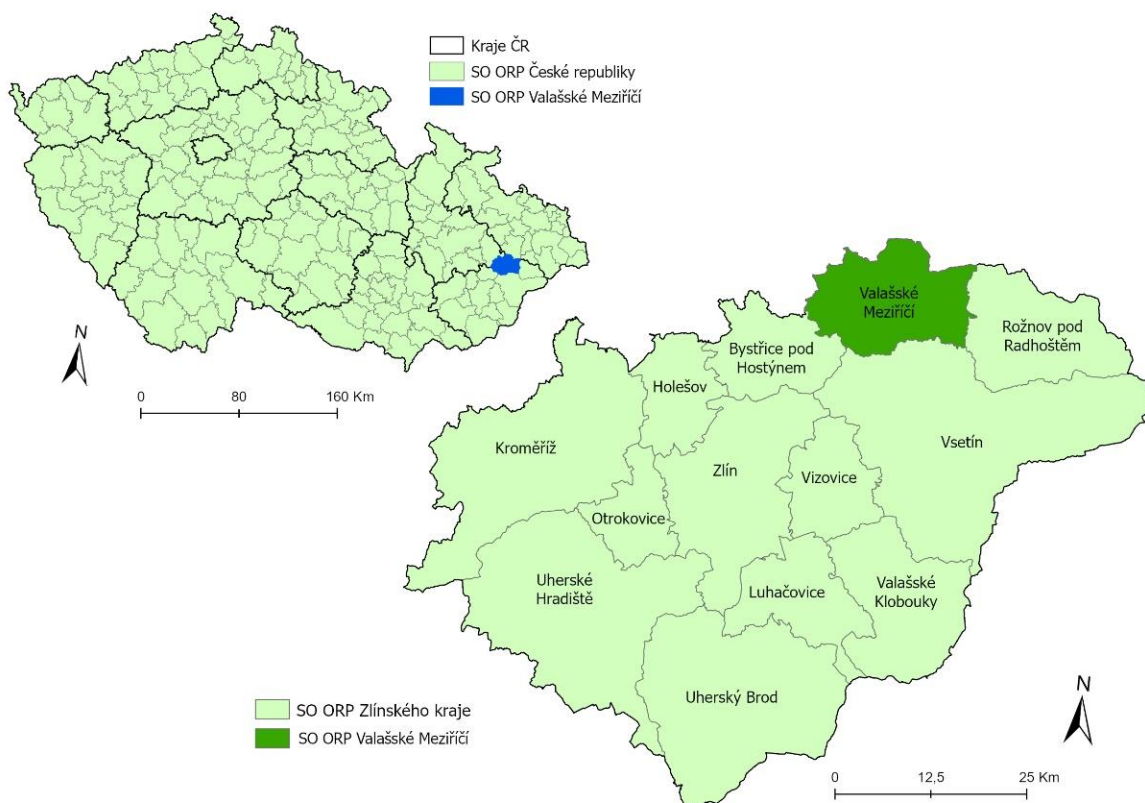 Kraje ČR
SO ORP České republiky
SO ORP Valašské Meziříčí
N
0 80 160 Km
Valašské
Meziříčí
Rožnov pod
Radhoštěm
Bystřice pod
Hostýnem
Holešov
Kroměříž
Zlín
Vizovice
Vsetín
Otrokovice
Uherské
Hradiště
Luhačovice
Valašské
Klobouky
Uherský Brod
SO ORP Zlínského kraje
SO ORP Valašské Meziříčí
N
0 12,5 25 Km